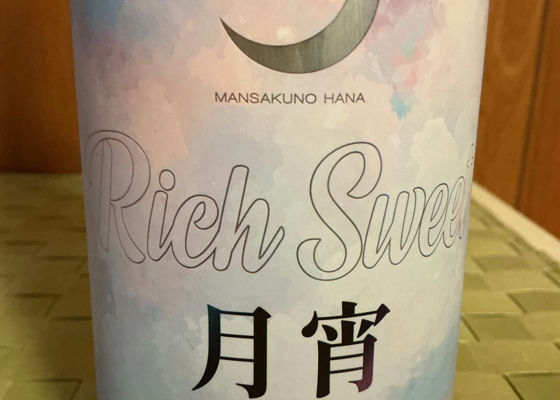 MANSAKUNO HANA
Rich Sweet
月宵